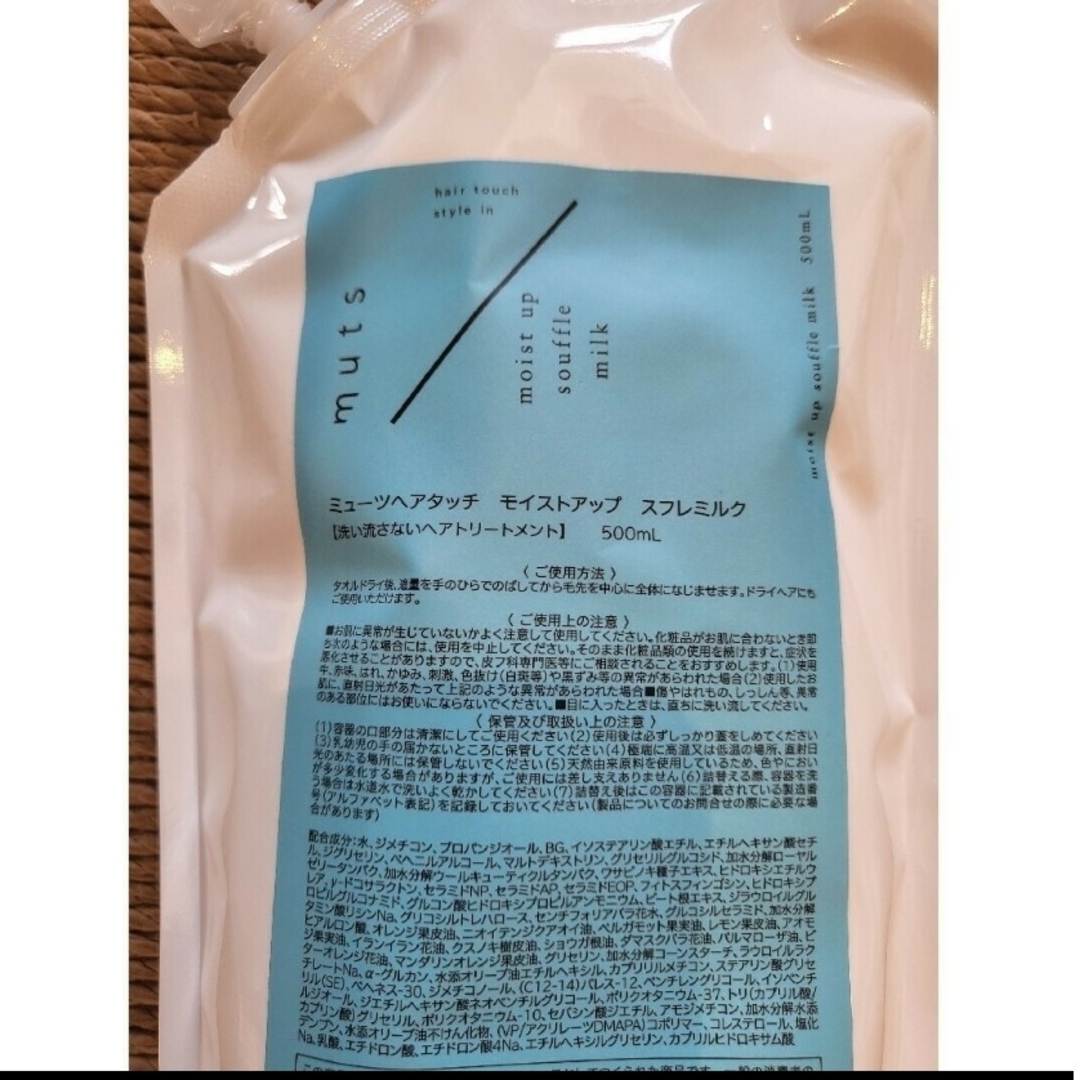 hair touch
style in
muts
moist up
souffle
milk
moist up souffle milk 500mL
ミューツヘアタッチ モイストアップ スフレミルク
【洗い流さないヘアトリートメント】 500mL
〈 ご使用方法 〉
タオルドライ後、適量を手のひらでのばしてから毛先を中心に全体になじませます。ドライヘアにも
ご使用いただけます。
〈 ご使用上の注意 〉
■お肌に異常が生じていないかよく注意して使用してください。化粧品がお肌に合わないとき即
ち次のような場合には、使用を中止してください。そのまま化粧品類の使用を続けますと、症状を
悪化させることがありますので、皮フ科専門医等にご相談されることをおすすめします。(1)使用
中、赤味、はれ、かゆみ、刺激、色抜け(白斑等)や黒ずみ等の異常があらわれた場合(2)使用したお
肌に、直射日光があたって上記のような異常があらわれた場合■傷やはれもの、しっしん等、異常
のある部位にはお使いにならないでください。■目に入ったときは、直ちに洗い流してください。
〈 保管及び取扱い上の注意 〉
(1)容器の口部分は清潔にしてご使用ください(2)使用後は必ずしっかり蓋をしめてください
(3)乳幼児の手の届かないところに保管してください(4)極端に高温又は低温の場所、直射日
光のあたる場所には保管しないでください(5)天然由来原料を使用しているため、色やにおい
が多少変化する場合がありますが、ご使用には差し支えありません(6)詰替える際、容器を洗
う場合は水道水で洗いよく乾かしてください(7)詰替え後はこの容器に記載されている製造番
号(アルファベット表記)を記録しておいてください(製品についてのお問合せの際に必要な場
合があります)
配合成分:水、ジメチコン、プロパンジオール、BG、イソステアリン酸エチル、エチルヘキサン酸セチ
ル、ジグリセリン、ベヘニルアルコール、マルトデキストリン、グリセリルグルコシド、加水分解ローヤル
ゼリータンパク、加水分解ウールキューティクルタンパク、ワサビノキ種子エキス、ヒドロキシエチルウ
レア、γ-ドコサラクトン、セラミドNP、セラミドAP、セラミドEOP、フィトスフィンゴシン、ヒドロキシプ
ロピルグルコナミド、グルコン酸ヒドロキシプロピルアンモニウム、ビート根エキス、ジラウロイルグル
タミン酸リシンNa、グリコシルトレハロース、センチフォリアバラ花水、グルコシルセラミド、加水分解
ヒアルロン酸、オレンジ果皮油、ニオイテンジクアオイ油、ベルガモット果実油、レモン果皮油、アオモ
ジ果実油、イランイラン花油、クスノキ樹皮油、ショウガ根油、ダマスクバラ花油、パルマローザ油、ビ
ターオレンジ花油、マンダリンオレンジ果皮油、グリセリン、加水分解コーンスターチ、ラウロイルラク
チレートNa、α-グルカン、水添オリーブ油エチルヘキシル、カプリリルメチコン、ステアリン酸グリセ
リル(SE)、ベヘネス-30、ジメチコノール、(C12-14)パレス-12、ペンチレングリコール、イソペンチ
ルジオール、ジエチルヘキサン酸ネオペンチルグリコール、ポリクオタニウム-37、トリ(カプリル酸/
カプリン酸)グリセリル、ポリクオタニウム-10、セバシン酸ジエチル、アモジメチコン、加水分解水添
デンプン、水添オリーブ油不けん化物、(VP/アクリレーツDMAPA)コポリマー、コレステロール、塩化
Na、乳酸、エチドロン酸、エチドロン酸4Na、エチルヘキシルグリセリン、カプリルヒドロキサム酸